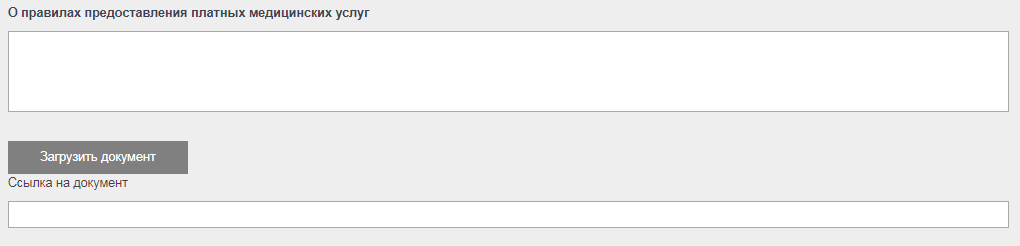 О правилах предоставления платных медицинских услуг
Загрузить документ
Ссылка на документ